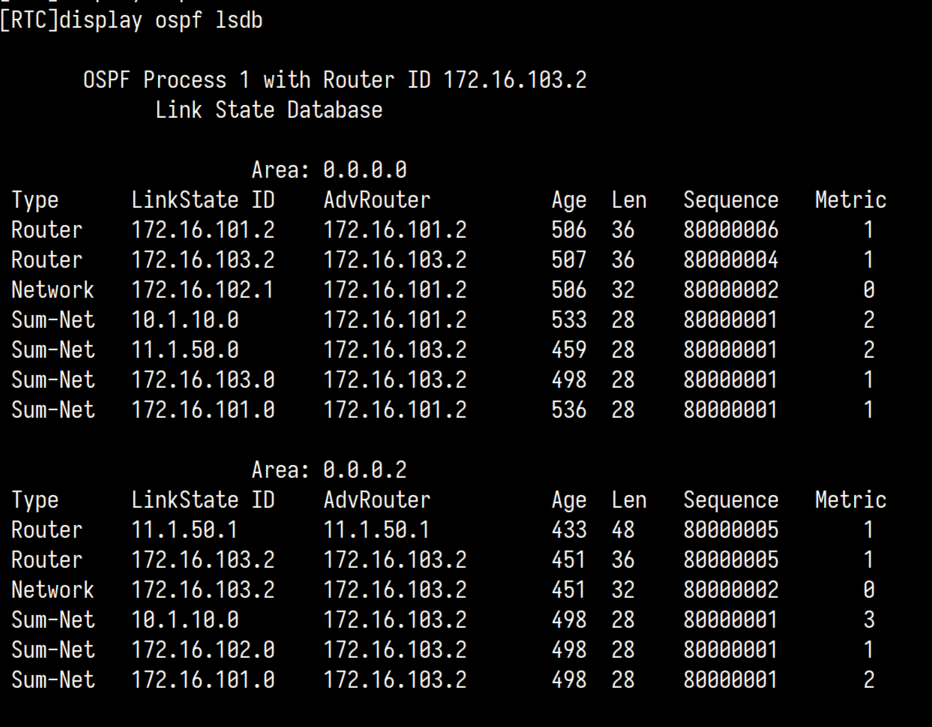 [RTC]display ospf lsdb
OSPF Process 1 with Router ID 172.16.103.2
Link State Database
Area: 0.0.0.0
Type LinkState ID AdvRouter Age Len Sequence Metric
Router 172.16.101.2 172.16.101.2 506 36 80000006 1
Router 172.16.103.2 172.16.103.2 507 36 80000004 1
Network 172.16.102.1 172.16.101.2 506 32 80000002 0
Sum-Net 10.1.10.0 172.16.101.2 533 28 80000001 2
Sum-Net 11.1.50.0 172.16.103.2 459 28 80000001 2
Sum-Net 172.16.103.0 172.16.103.2 498 28 80000001 1
Sum-Net 172.16.101.0 172.16.101.2 536 28 80000001 1
Area: 0.0.0.2
Type LinkState ID AdvRouter Age Len Sequence Metric
Router 11.1.50.1 11.1.50.1 433 48 80000005 1
Router 172.16.103.2 172.16.103.2 451 36 80000005 1
Network 172.16.103.2 172.16.103.2 451 32 80000002 0
Sum-Net 10.1.10.0 172.16.103.2 498 28 80000001 3
Sum-Net 172.16.102.0 172.16.103.2 498 28 80000001 1
Sum-Net 172.16.101.0 172.16.103.2 498 28 80000001 2